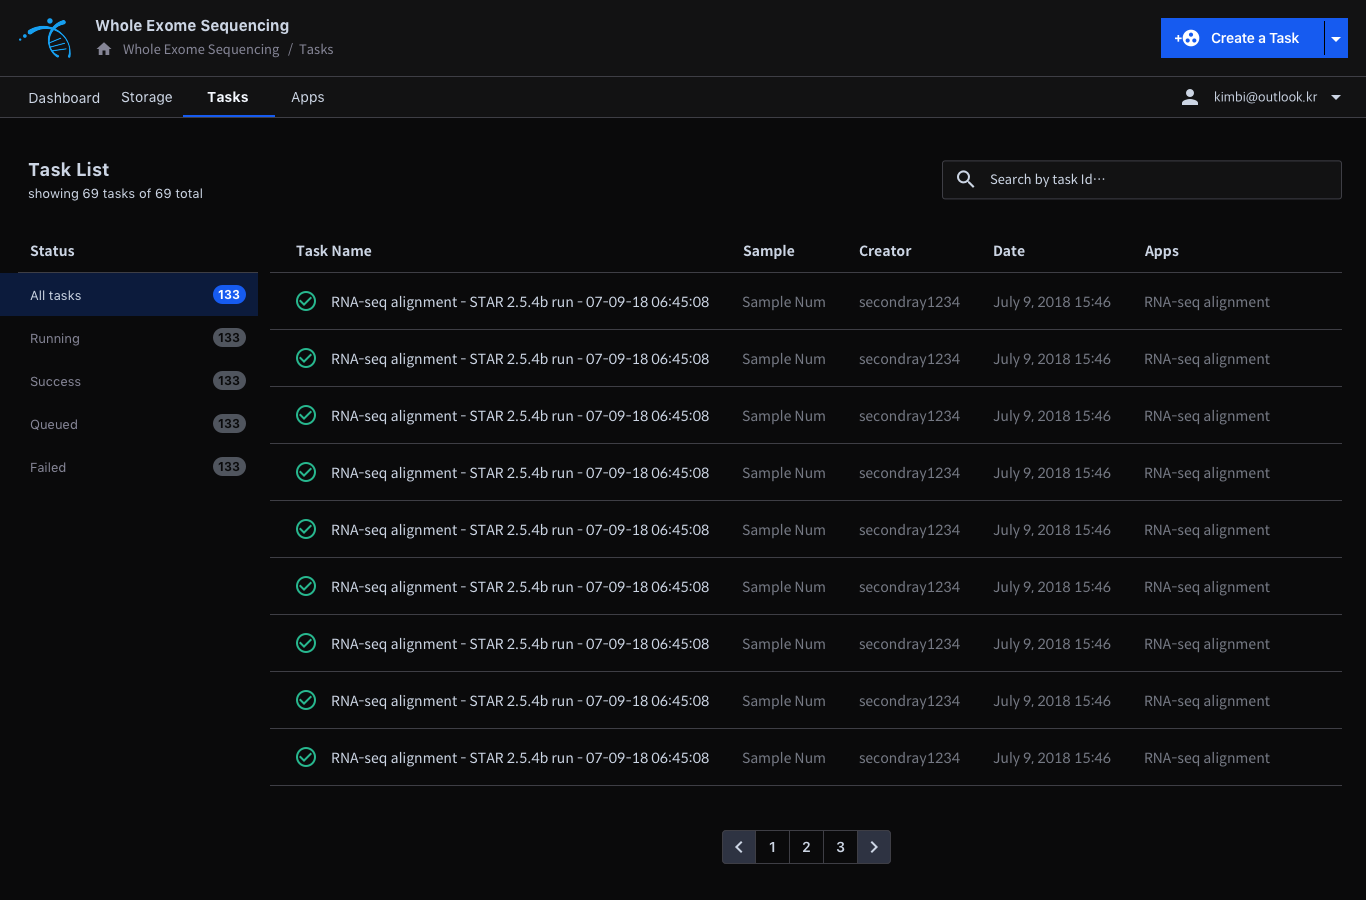 Whole Exome Sequencing
Whole Exome Sequencing / Tasks
Create a Task
Dashboard Storage Tasks Apps kimbi@outlook.kr
Task List
showing 69 tasks of 69 total
Search by task Id···
Status
All tasks 133
Running 133
Success 133
Queued 133
Failed 133
Task Name Sample Creator Date Apps
RNA-seq alignment - STAR 2.5.4b run - 07-09-18 06:45:08 Sample Num secondray1234 July 9, 2018 15:46 RNA-seq alignment
RNA-seq alignment - STAR 2.5.4b run - 07-09-18 06:45:08 Sample Num secondray1234 July 9, 2018 15:46 RNA-seq alignment
RNA-seq alignment - STAR 2.5.4b run - 07-09-18 06:45:08 Sample Num secondray1234 July 9, 2018 15:46 RNA-seq alignment
RNA-seq alignment - STAR 2.5.4b run - 07-09-18 06:45:08 Sample Num secondray1234 July 9, 2018 15:46 RNA-seq alignment
RNA-seq alignment - STAR 2.5.4b run - 07-09-18 06:45:08 Sample Num secondray1234 July 9, 2018 15:46 RNA-seq alignment
RNA-seq alignment - STAR 2.5.4b run - 07-09-18 06:45:08 Sample Num secondray1234 July 9, 2018 15:46 RNA-seq alignment
RNA-seq alignment - STAR 2.5.4b run - 07-09-18 06:45:08 Sample Num secondray1234 July 9, 2018 15:46 RNA-seq alignment
RNA-seq alignment - STAR 2.5.4b run - 07-09-18 06:45:08 Sample Num secondray1234 July 9, 2018 15:46 RNA-seq alignment
RNA-seq alignment - STAR 2.5.4b run - 07-09-18 06:45:08 Sample Num secondray1234 July 9, 2018 15:46 RNA-seq alignment
1 2 3